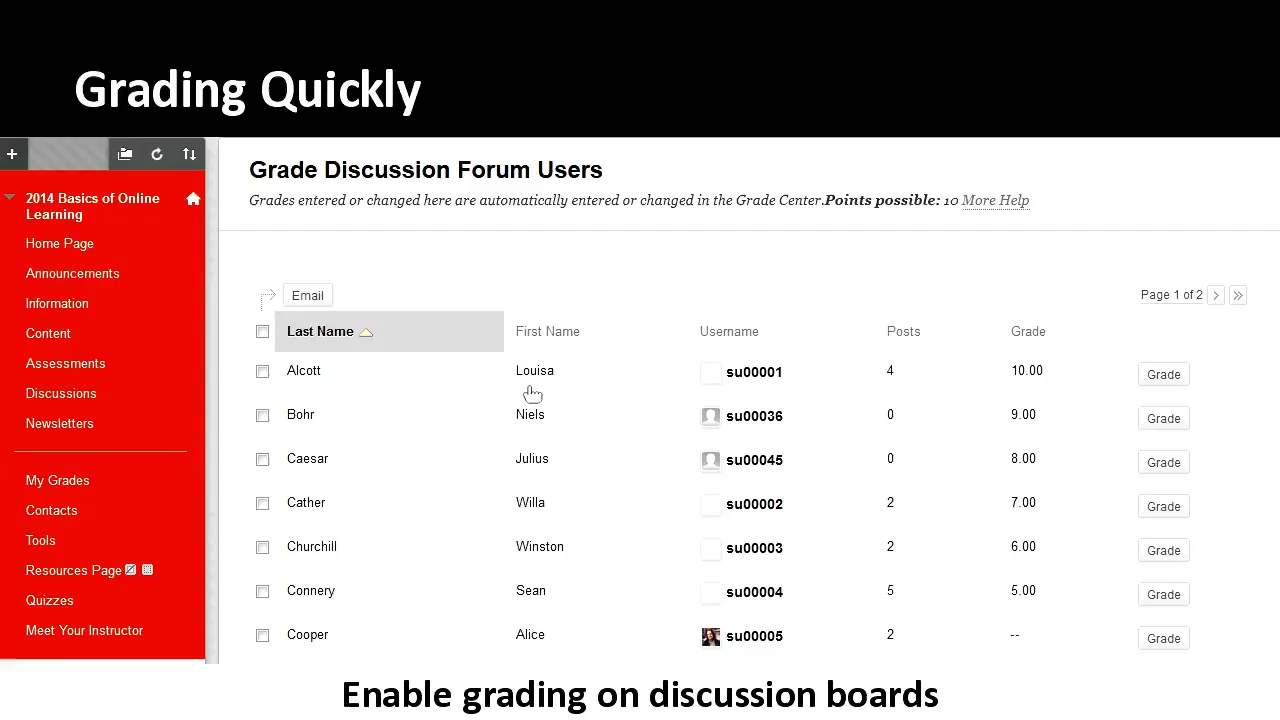 Grading Quickly
+
2014 Basics of Online
Learning
Home Page
Announcements
Information
Content
Assessments
Discussions
Newsletters
My Grades
Contacts
Tools
Resources Page
Quizzes
Meet Your Instructor
Grade Discussion Forum Users
Grades entered or changed here are automatically entered or changed in the Grade Center.Points possible: 10 More Help
Email Page 1 of 2 > »
Last Name First Name Username Posts Grade
Alcott Louisa su00001 4 10.00 Grade
Bohr Niels su00036 0 9.00 Grade
Caesar Julius su00045 0 8.00 Grade
Cather Willa su00002 2 7.00 Grade
Churchill Winston su00003 2 6.00 Grade
Connery Sean su00004 5 5.00 Grade
Cooper Alice su00005 2 -- Grade
Enable grading on discussion boards